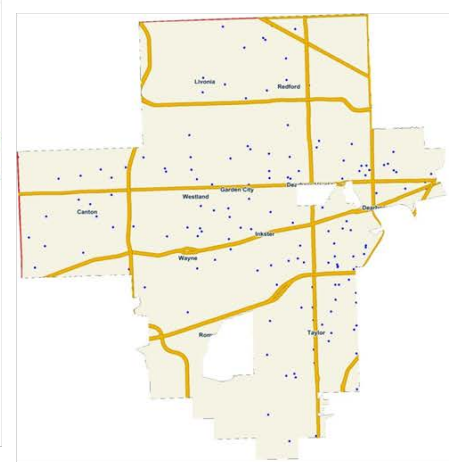 Livonia
Redford
Garden City
Westland
Canton
Inkster
Wayne
Taylor